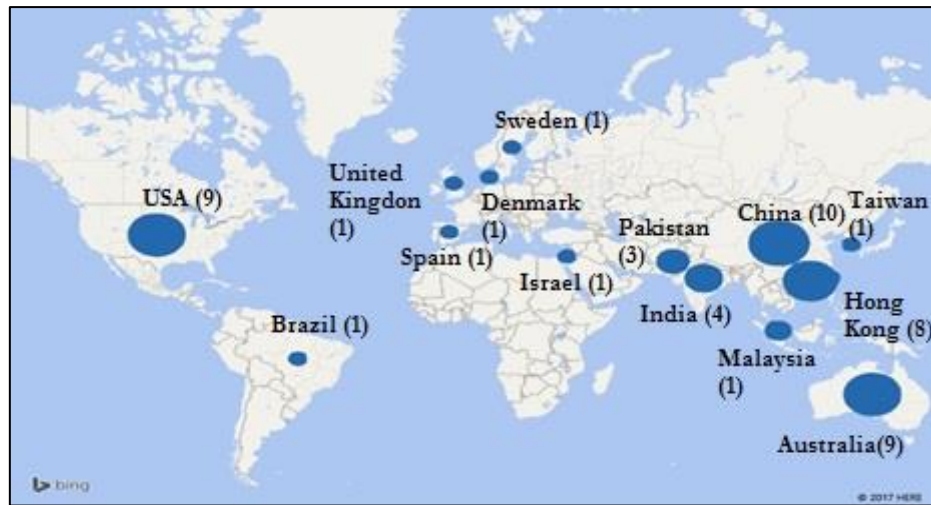 Sweden (1)
United
Kingdon
(1)
USA (9)
Denmark
(1)
Spain (1)
Israel (1)
Pakistan
(3)
China (10)
Taiwan
(1)
India (4)
Hong
Kong (8)
Brazil (1)
Malaysia
(1)
Australia(9)
bing
© 2017 HERE